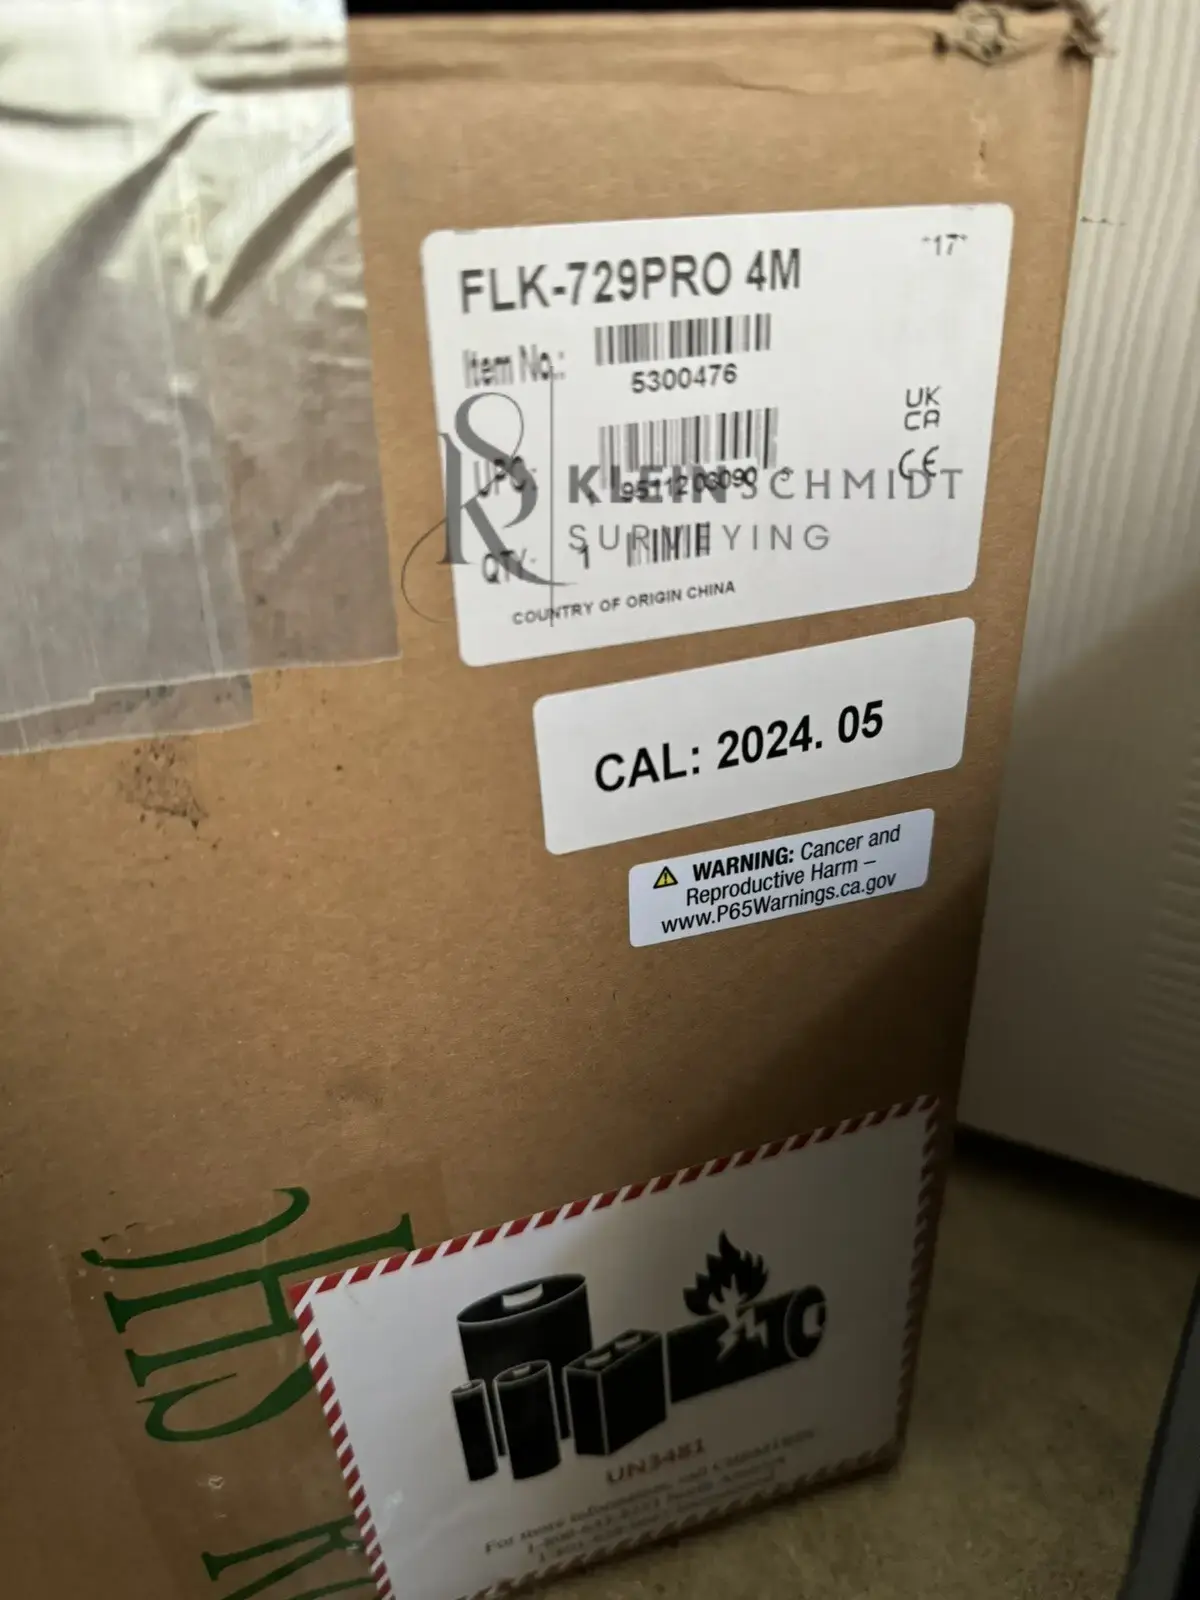 FLK-729PRO 4M
"17"
Item No.:
5300476
UK
CA
CE
UPC:
KLEINSCHMIDT
SURVEYING
QTY: 1
COUNTRY OF ORIGIN CHINA
CAL: 2024. 05
WARNING: Cancer and
Reproductive Harm –
www.P65Warnings.ca.gov
UN3481